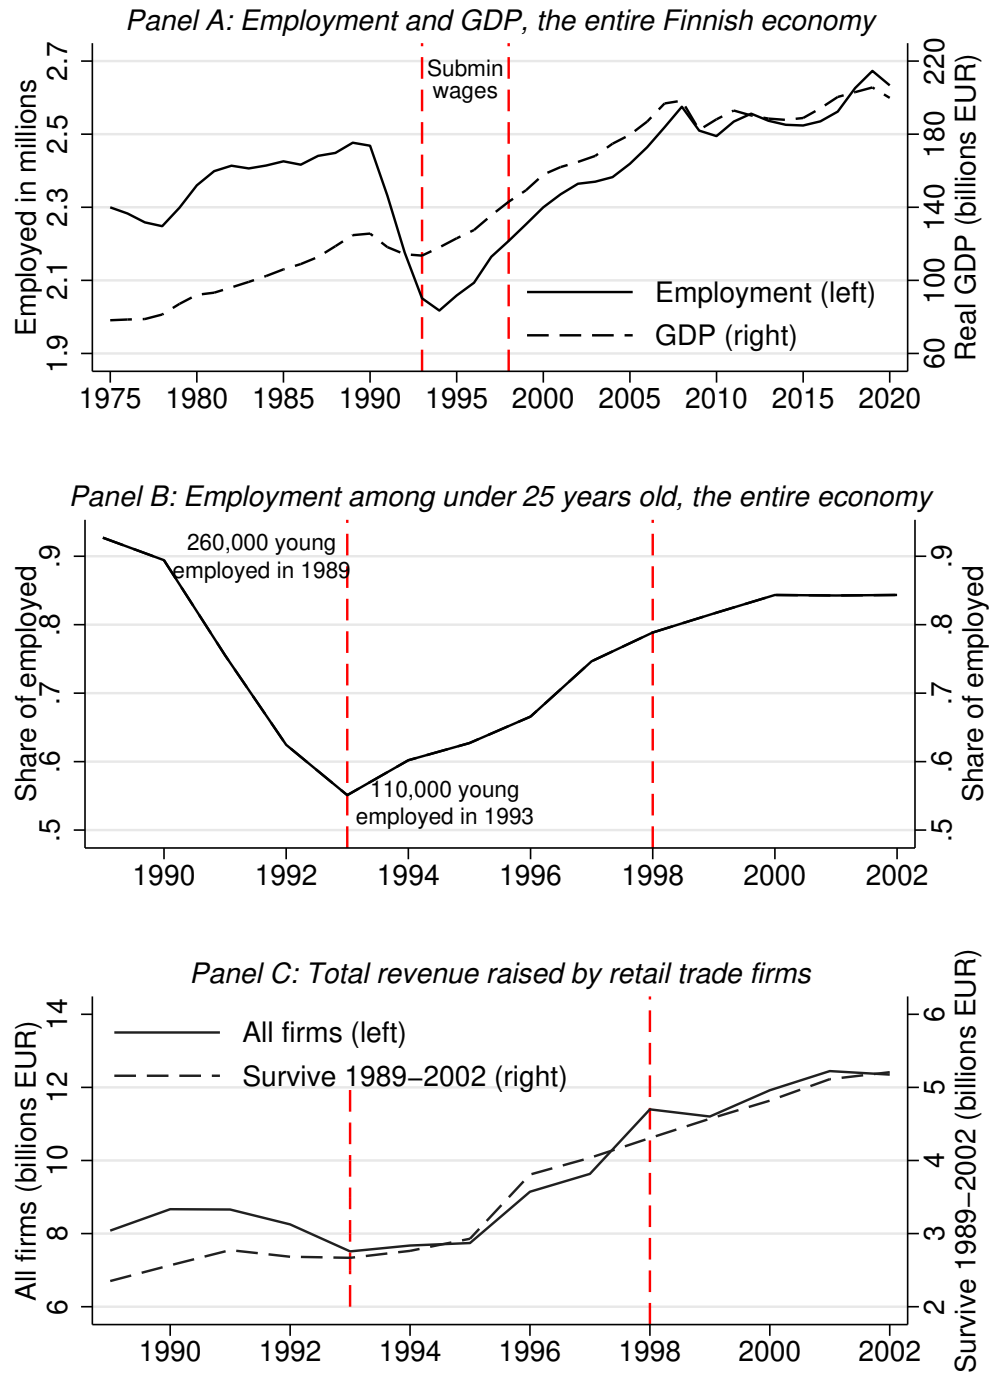 Panel A: Employment and GDP, the entire Finnish economy
Employed in millions
2.7
2.5
2.3
2.1
1.9
Submin
wages
220
180
140
100
60
Real GDP (billions EUR)
Employment (left)
GDP (right)
1975 1980 1985 1990 1995 2000 2005 2010 2015 2020
Panel B: Employment among under 25 years old, the entire economy
Share of employed
.9
.8
.7
.6
.5
260,000 young
employed in 1989
110,000 young
employed in 1993
.9
.8
.7
.6
.5
Share of employed
1990 1992 1994 1996 1998 2000 2002
Panel C: Total revenue raised by retail trade firms
All firms (billions EUR)
14
12
10
8
6
All firms (left)
Survive 1989–2002 (right)
6
5
4
3
2
Survive 1989–2002 (billions EUR)
1990 1992 1994 1996 1998 2000 2002